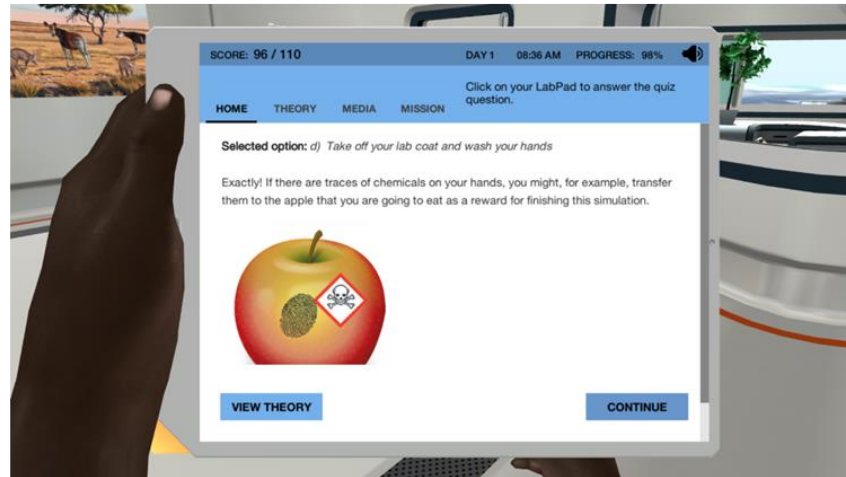 SCORE: 96 / 110 DAY 1 08:36 AM PROGRESS: 98%
Click on your LabPad to answer the quiz
question.
HOME THEORY MEDIA MISSION
Selected option: d) Take off your lab coat and wash your hands
Exactly! If there are traces of chemicals on your hands, you might, for example, transfer
them to the apple that you are going to eat as a reward for finishing this simulation.
VIEW THEORY CONTINUE